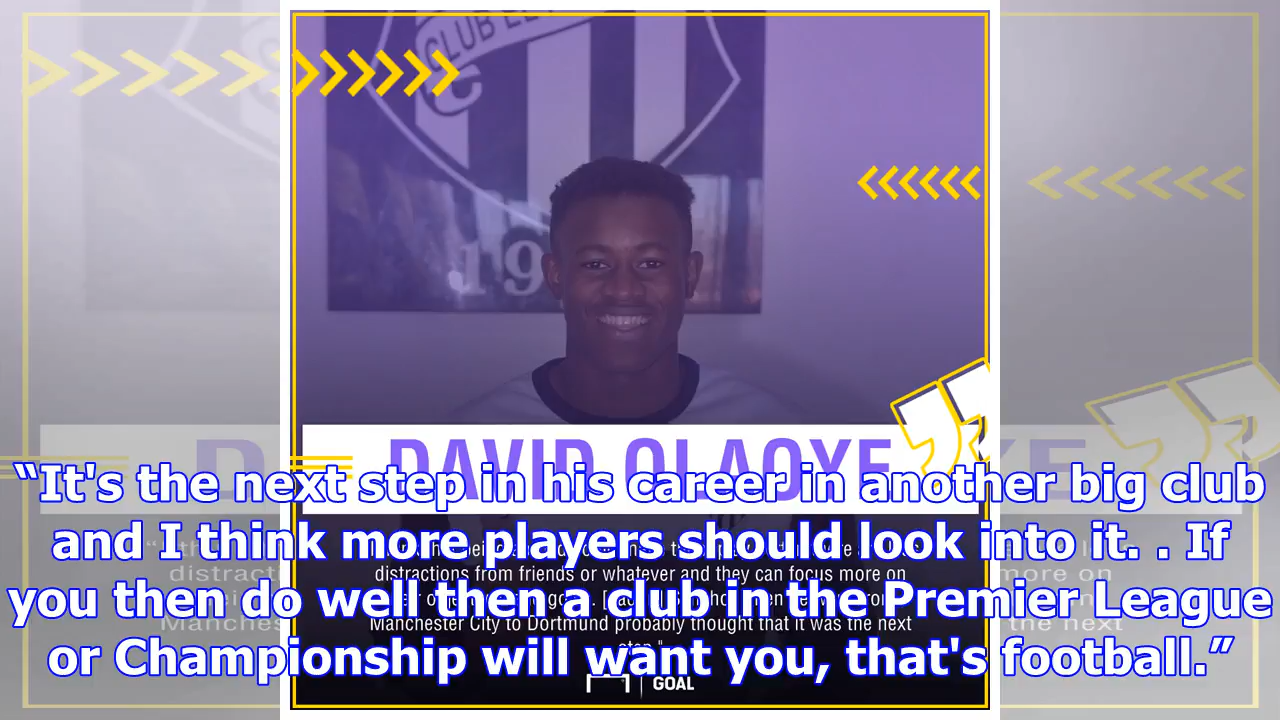 CLUB
19
DAVID OLAOYE
“It's the next step in his career in another big club
and I think more players should look into it. . If
distractions from friends or whatever and they can focus more on
you then do well then a club in the Premier League
Manchester City to Dortmund probably thought that it was the next
or Championship will want you, that's football.”
GOAL